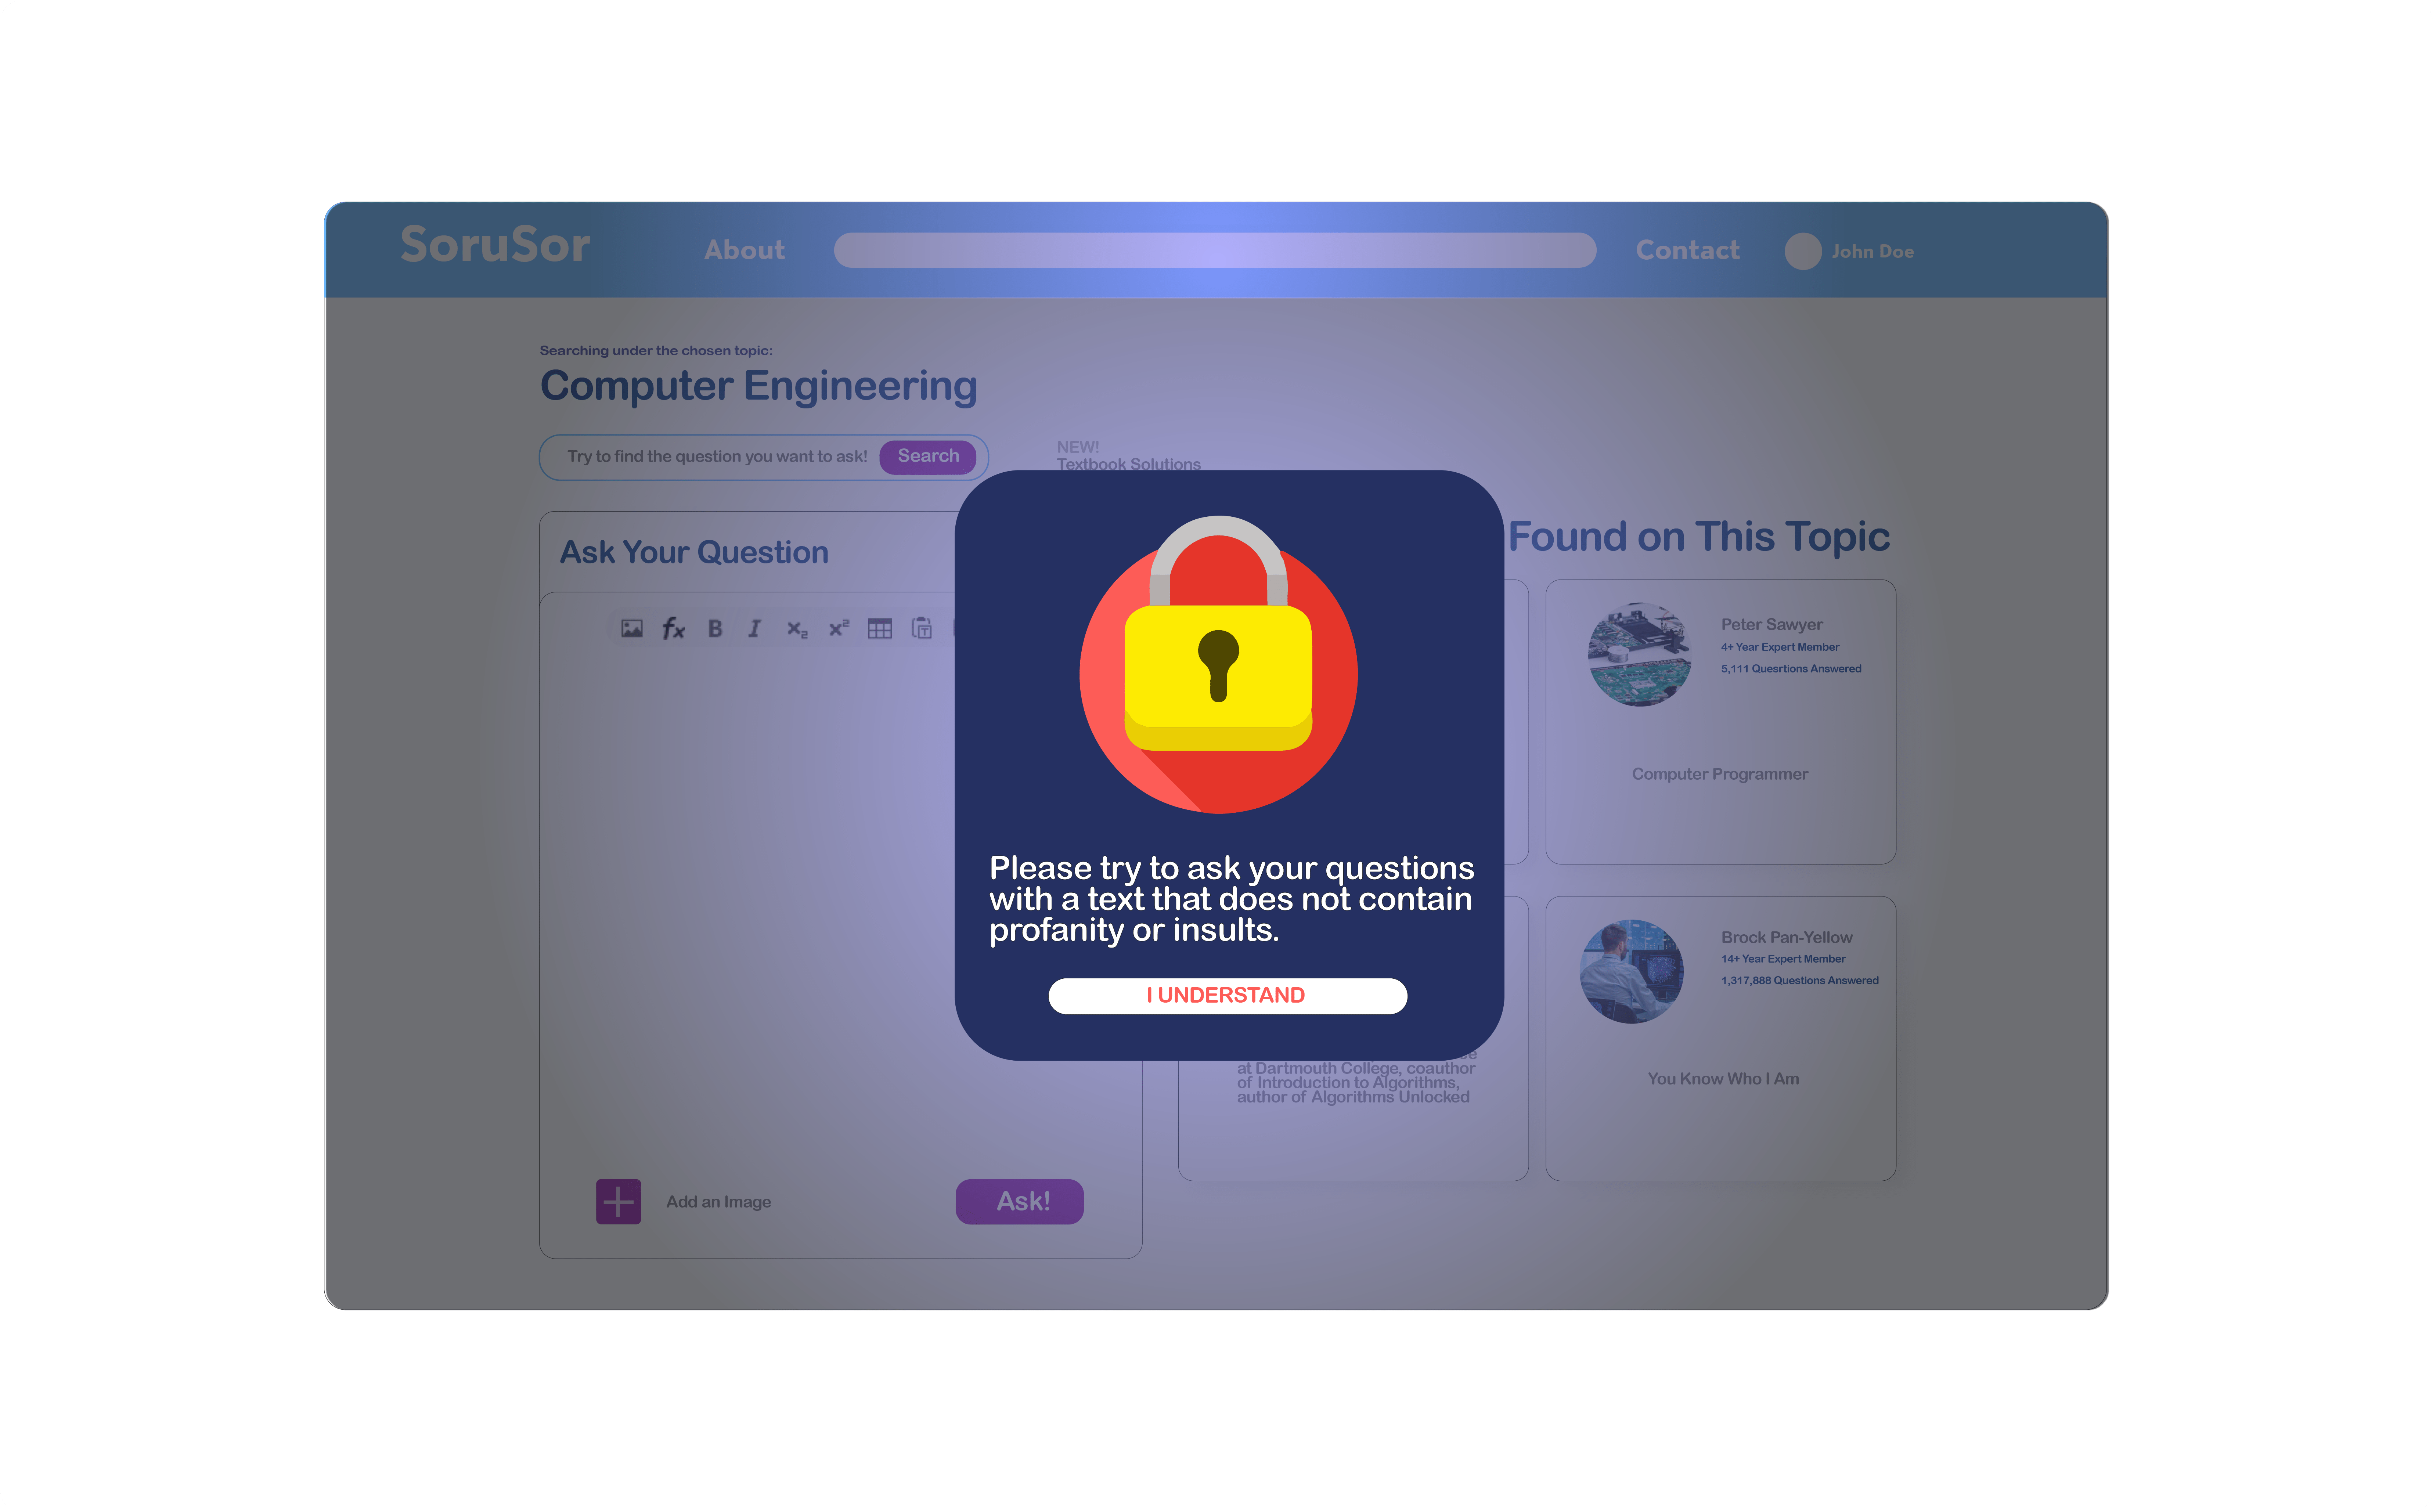 SoruSor
About
Contact
John Doe
Searching under the chosen topic:
Computer Engineering
Try to find the question you want to ask!
Search
NEW!
Textbook Solutions
Ask Your Question
fx B I x₂ x²
T
Found on This Topic
Peter Sawyer
4+ Year Expert Member
5,111 Quesrtions Answered
Computer Programmer
Please try to ask your questions
with a text that does not contain
profanity or insults.
I UNDERSTAND
Brock Pan-Yellow
14+ Year Expert Member
1,317,888 Questions Answered
You Know Who I Am
at Dartmouth College, coauthor
of Introduction to Algorithms,
author of Algorithms Unlocked
Add an Image
Ask!